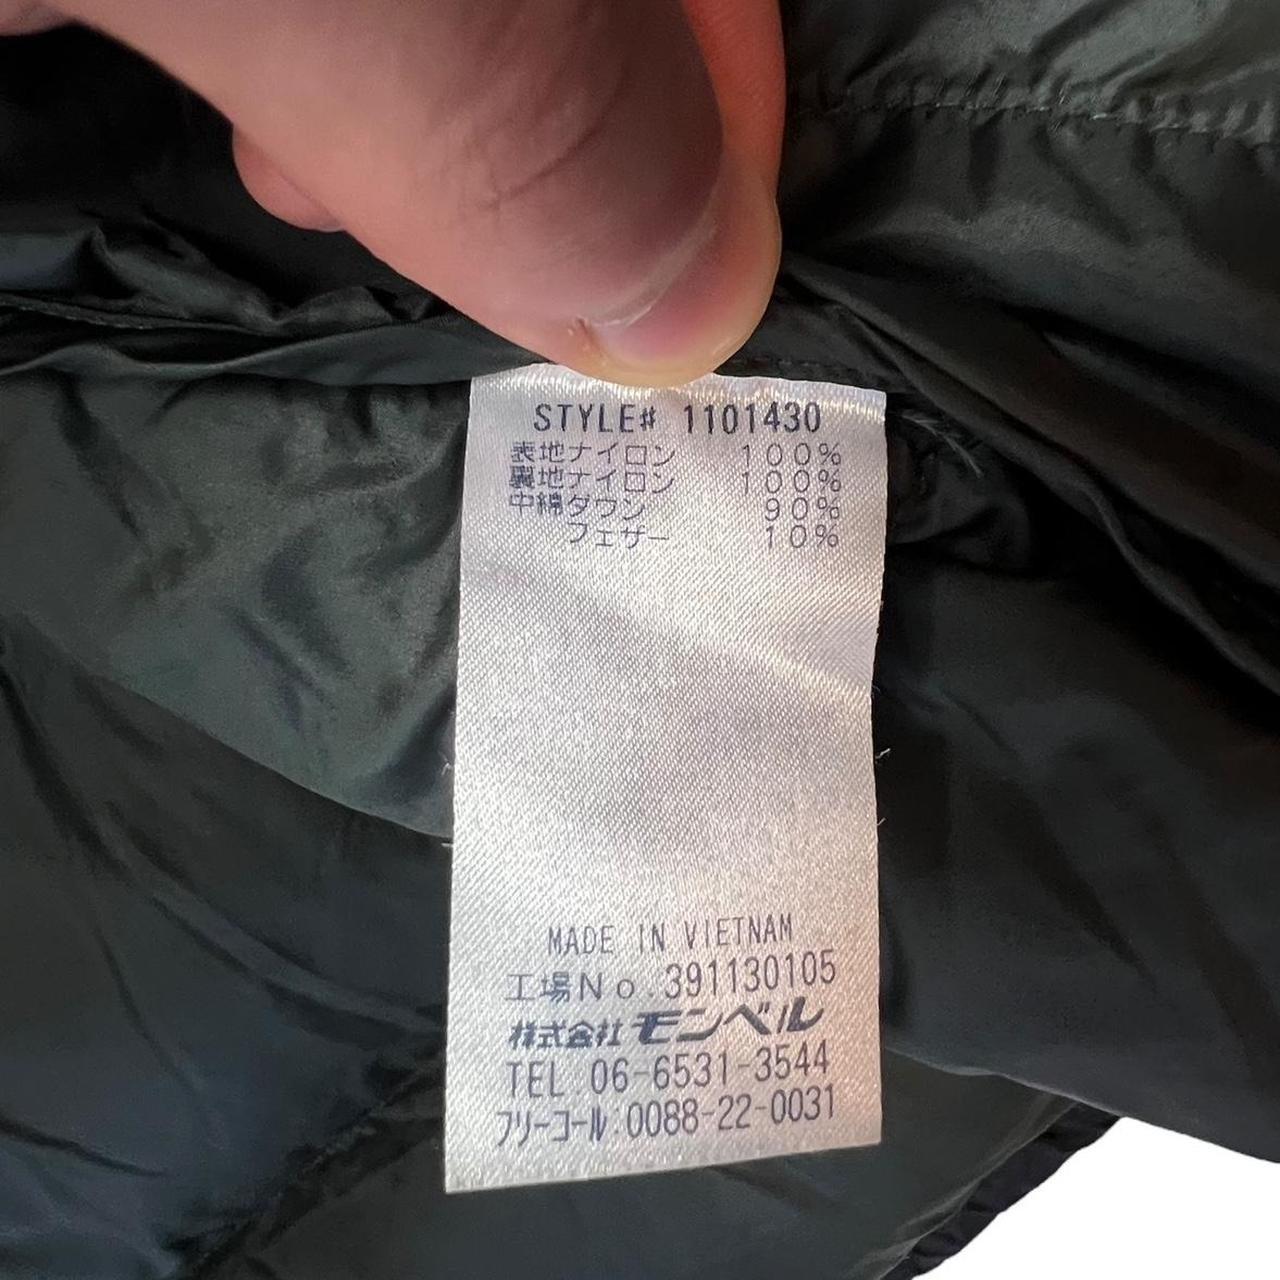 STYLE# 1101430
表地ナイロン 100%
裏地ナイロン 100%
中綿ダウン 90%
フェザー 10%
MADE IN VIETNAM
工場No.391130105
株式会社モンベル
TEL.06-6531-3544
フリーコール:0088-22-0031